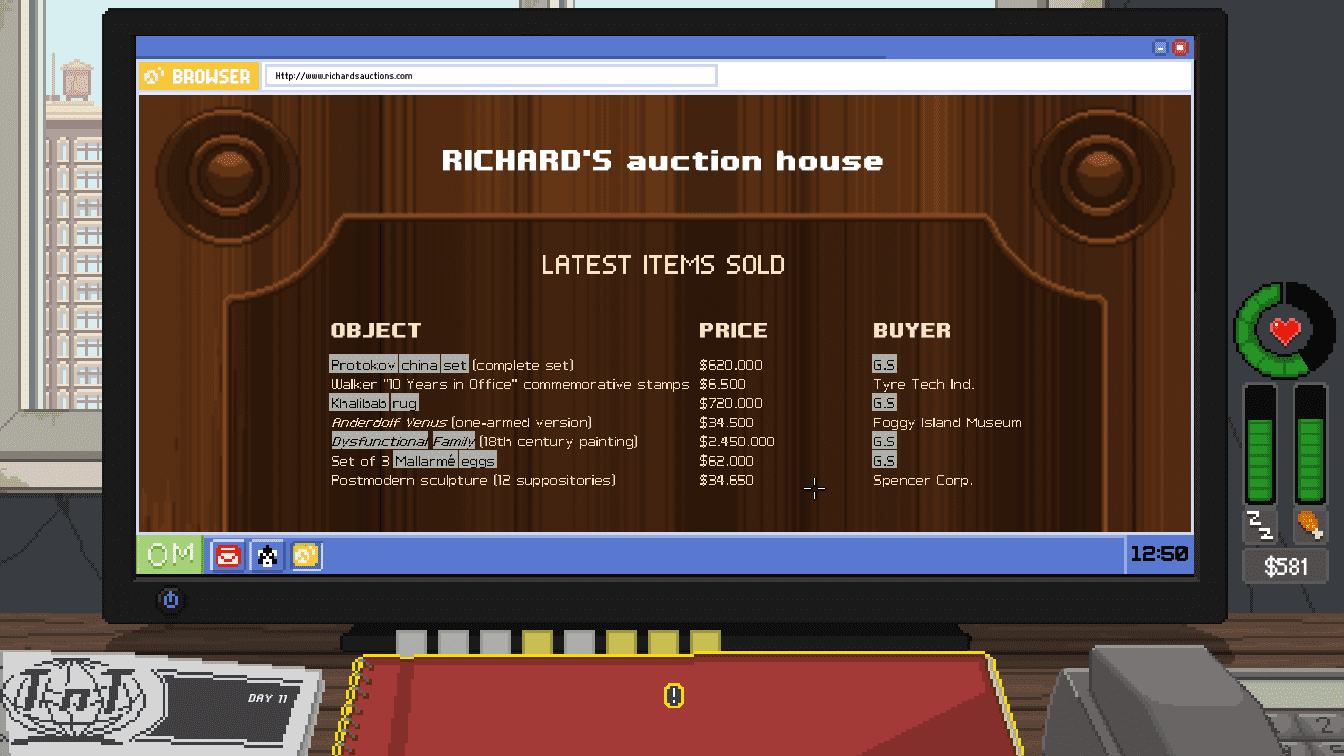 BROWSER Http://www.richardsauctions.com
RICHARD'S auction house
LATEST ITEMS SOLD
OBJECT PRICE BUYER
Protokov china set (complete set) $620.000 G.S
Walker "10 Years in Office" commemorative stamps $6.500 Tyre Tech Ind.
Khalibab rug $720.000 G.S
Anderdolf Venus (one-armed version) $34.500 Foggy Island Museum
Dysfunctional Family (18th century painting) $2.450.000 G.S
Set of 3 Mallarmé eggs $62.000 G.S
Postmodern sculpture (12 suppositories) $34.650 Spencer Corp.
OM 12:50
Z Z
$581
InI DAY 11
!
2